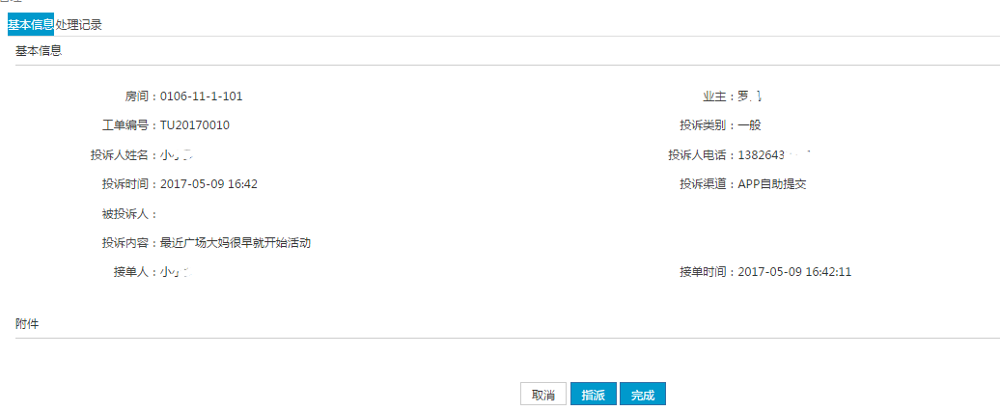 基本信息 处理记录
基本信息
房间：0106-11-1-101 业主：罗
工单编号：TU20170010 投诉类别：一般
投诉人姓名：小 投诉人电话：1382643
投诉时间：2017-05-09 16:42 投诉渠道：APP自助提交
被投诉人：
投诉内容：最近广场大妈很早就开始活动
接单人：小 接单时间：2017-05-09 16:42:11
附件
取消 指派 完成